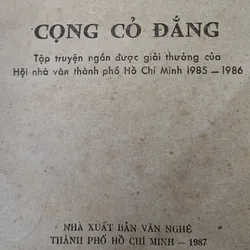 CỌNG CỎ ĐẮNG
Tập truyện ngắn được giải thưởng của
Hội nhà văn thành phố Hồ Chí Minh 1985 — 1986
NHÀ XUẤT BẢN VĂN NGHỆ
THÀNH PHỐ HỒ CHÍ MINH — 1987